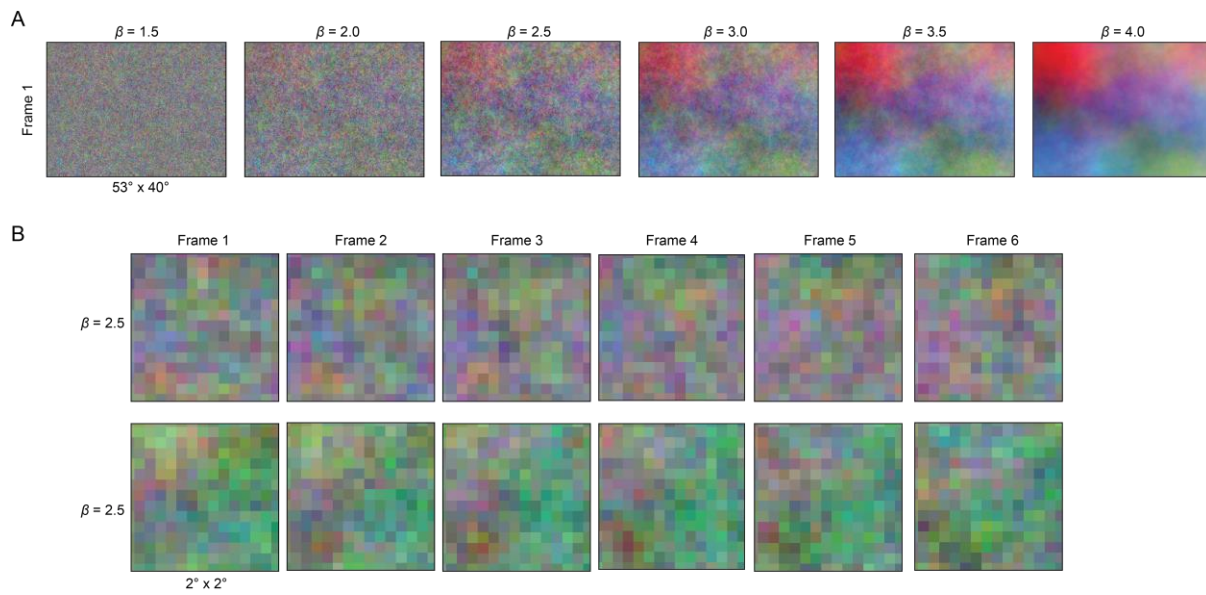 A
β = 1.5 β = 2.0 β = 2.5 β = 3.0 β = 3.5 β = 4.0
Frame 1
53° x 40°
B
Frame 1 Frame 2 Frame 3 Frame 4 Frame 5 Frame 6
β = 2.5
β = 2.5
2° x 2°